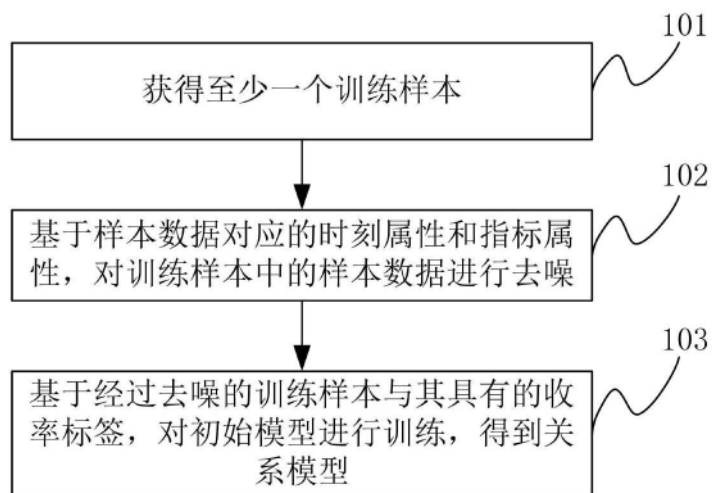 101
获得至少一个训练样本
102
基于样本数据对应的时刻属性和指标属
性，对训练样本中的样本数据进行去噪
103
基于经过去噪的训练样本与其具有的收
率标签，对初始模型进行训练，得到关
系模型